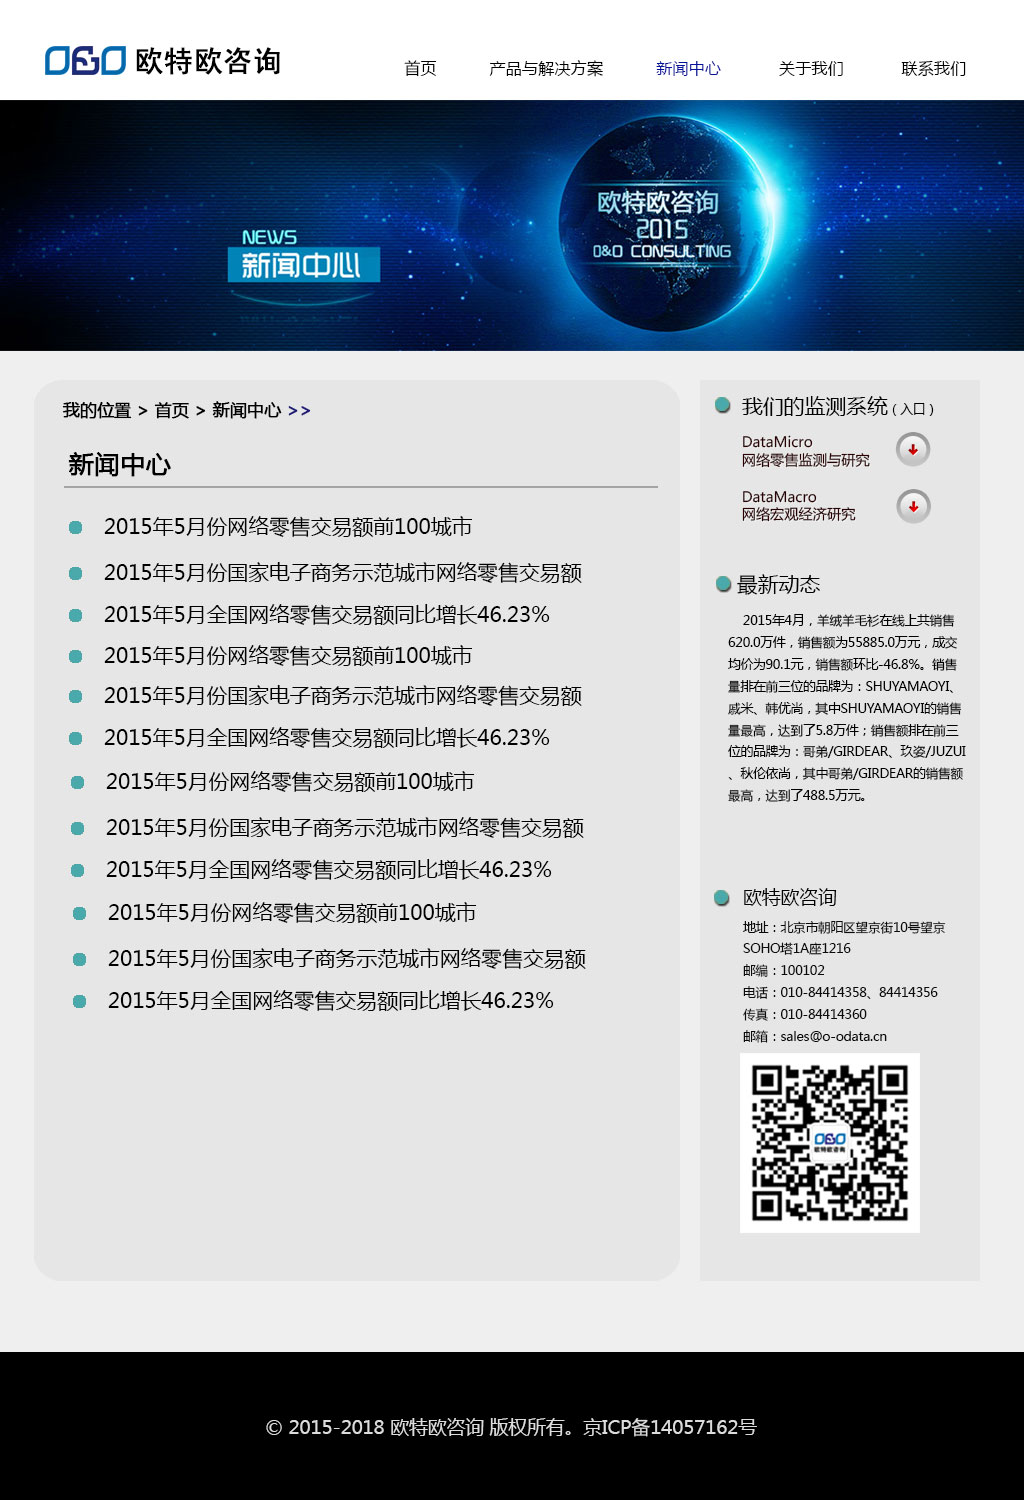 O&O 欧特欧咨询
首页 产品与解决方案 新闻中心 关于我们 联系我们
NEWS
新闻中心
欧特欧咨询
2015
O&O CONSULTING
我的位置 > 首页 > 新闻中心 >>
新闻中心
2015年5月份网络零售交易额前100城市
2015年5月份国家电子商务示范城市网络零售交易额
2015年5月全国网络零售交易额同比增长46.23%
2015年5月份网络零售交易额前100城市
2015年5月份国家电子商务示范城市网络零售交易额
2015年5月全国网络零售交易额同比增长46.23%
2015年5月份网络零售交易额前100城市
2015年5月份国家电子商务示范城市网络零售交易额
2015年5月全国网络零售交易额同比增长46.23%
2015年5月份网络零售交易额前100城市
2015年5月份国家电子商务示范城市网络零售交易额
2015年5月全国网络零售交易额同比增长46.23%
我们的监测系统（入口）
DataMicro
网络零售监测与研究
DataMacro
网络宏观经济研究
最新动态
2015年4月，羊绒羊毛衫在线上共销售
620.0万件，销售额为55885.0万元，成交
均价为90.1元，销售额环比-46.8%。销售
量排在前三位的品牌为：SHUYAMAOYI、
戚米、韩优尚，其中SHUYAMAOYI的销售
量最高，达到了5.8万件；销售额排在前三
位的品牌为：哥弟/GIRDEAR、玖姿/JUZUI
、秋伦依尚，其中哥弟/GIRDEAR的销售额
最高，达到了488.5万元。
欧特欧咨询
地址：北京市朝阳区望京街10号望京
SOHO塔1A座1216
邮编：100102
电话：010-84414358、84414356
传真：010-84414360
邮箱：sales@o-odata.cn
O&O
欧特欧咨询
© 2015-2018 欧特欧咨询 版权所有。京ICP备14057162号